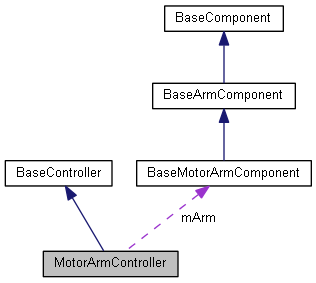 BaseComponent
BaseArmComponent
BaseController
BaseMotorArmComponent
mArm
MotorArmController